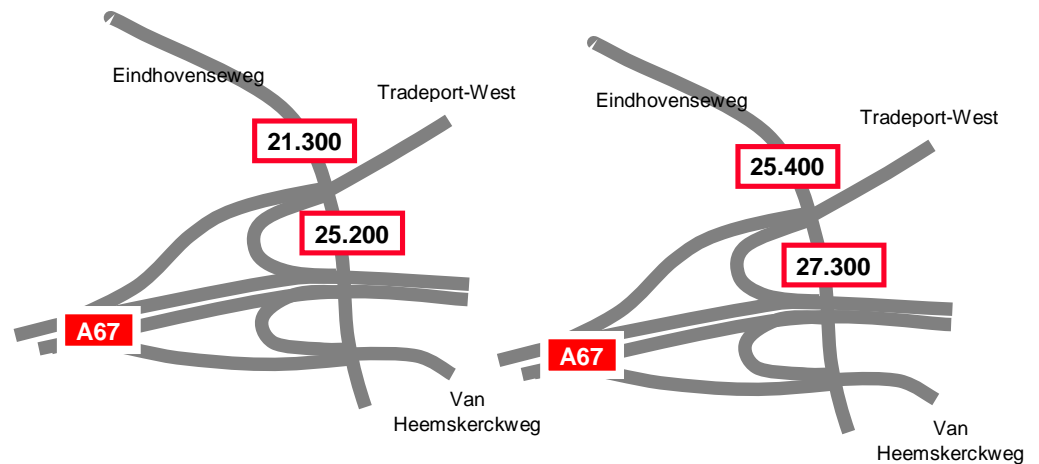 Eindhovenseweg
Tradeport-West
21.300
25.200
A67
Van
Heemskerckweg
Eindhovenseweg
Tradeport-West
25.400
27.300
A67
Van
Heemskerckweg